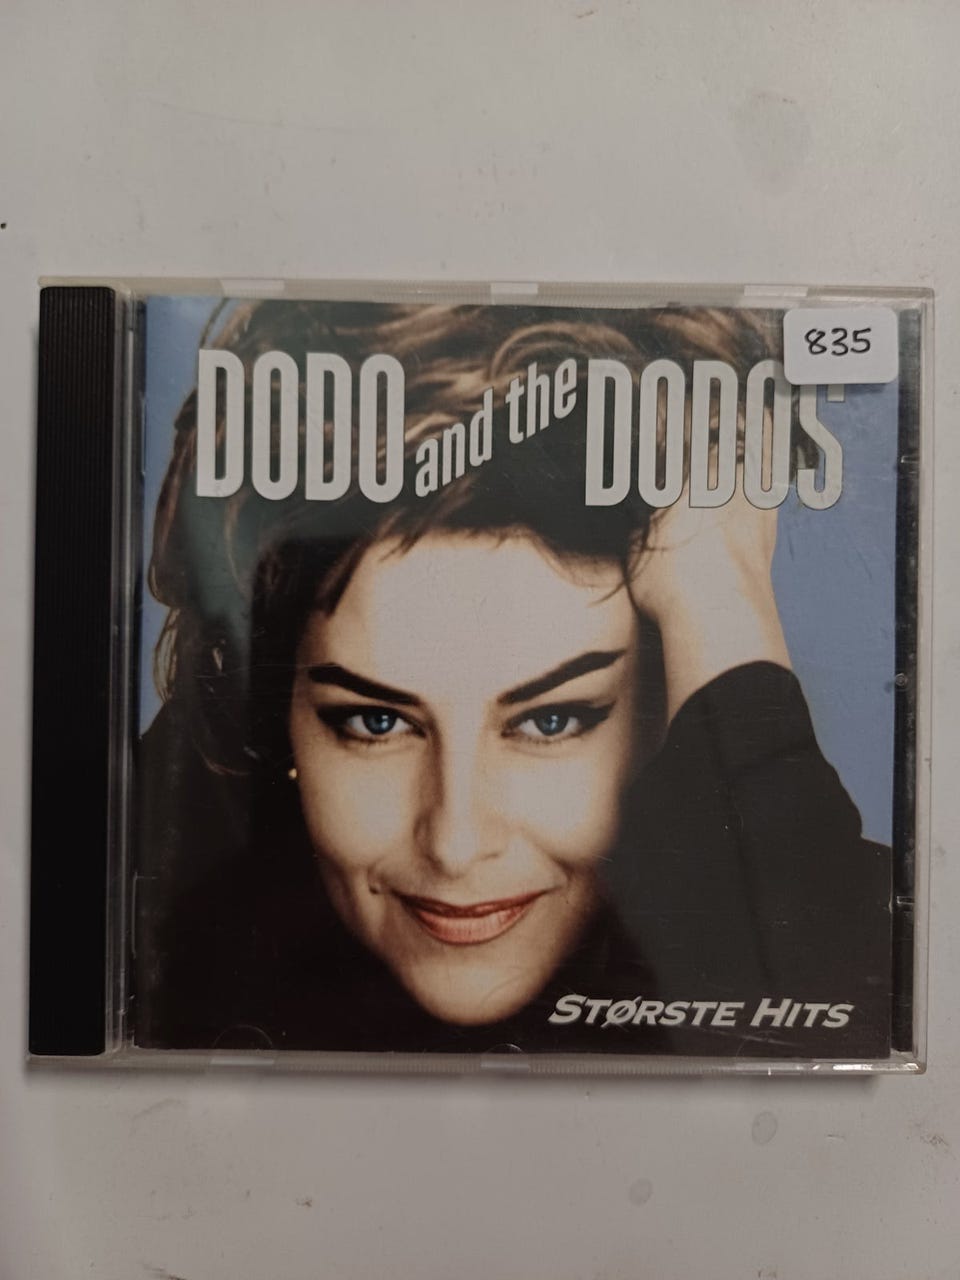 835
DODO and the DODOS
STØRSTE HITS